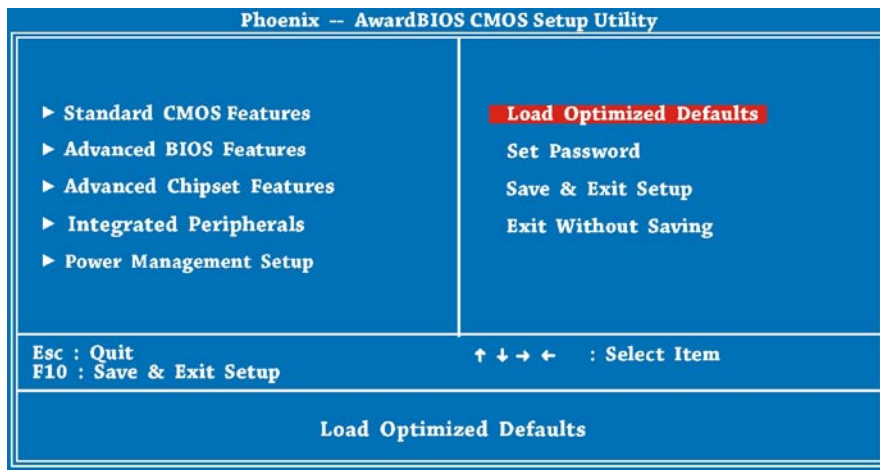 Phoenix -- AwardBIOS CMOS Setup Utility
► Standard CMOS Features
► Advanced BIOS Features
► Advanced Chipset Features
► Integrated Peripherals
► Power Management Setup
Load Optimized Defaults
Set Password
Save & Exit Setup
Exit Without Saving
Esc : Quit
F10 : Save & Exit Setup
↑ ↓ → ← : Select Item
Load Optimized Defaults